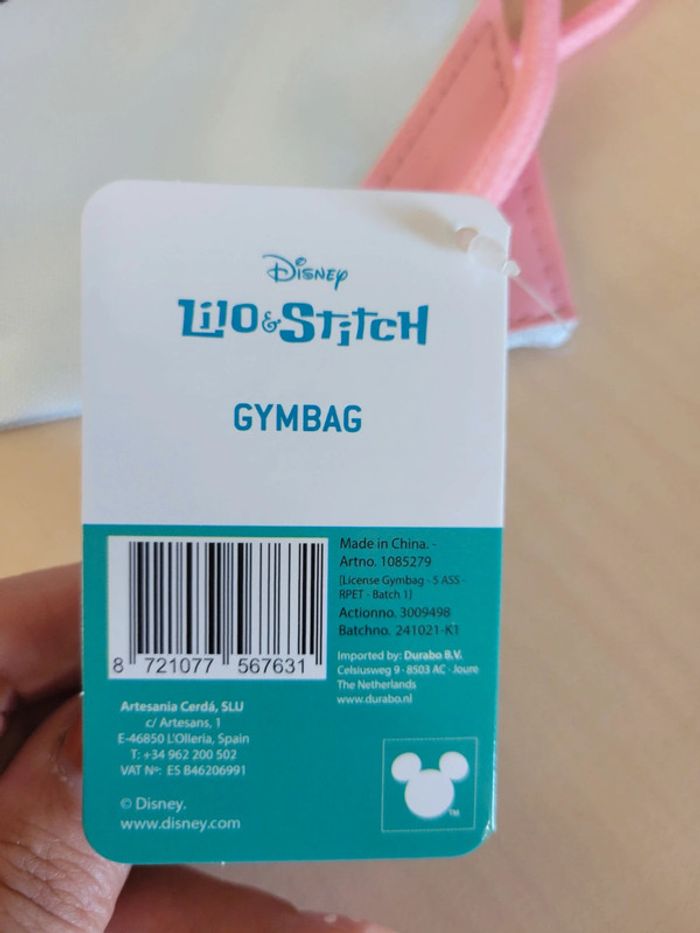 Disney
Lilo & Stitch
GYMBAG
Made in China. -
Artno. 1085279
[License Gymbag - 5 ASS -
RPET - Batch 1]
Actionno. 3009498
Batchno. 241021-K1
8 721077 567631
Imported by: Durabo B.V.
Celsiusweg 9 - 8503 AC - Joure
The Netherlands
www.durabo.nl
Artesania Cerdá, SLU
c/ Artesans, 1
E-46850 L'Olleria, Spain
T: +34 962 200 502
VAT Nº: ES B46206991
© Disney.
www.disney.com
TM